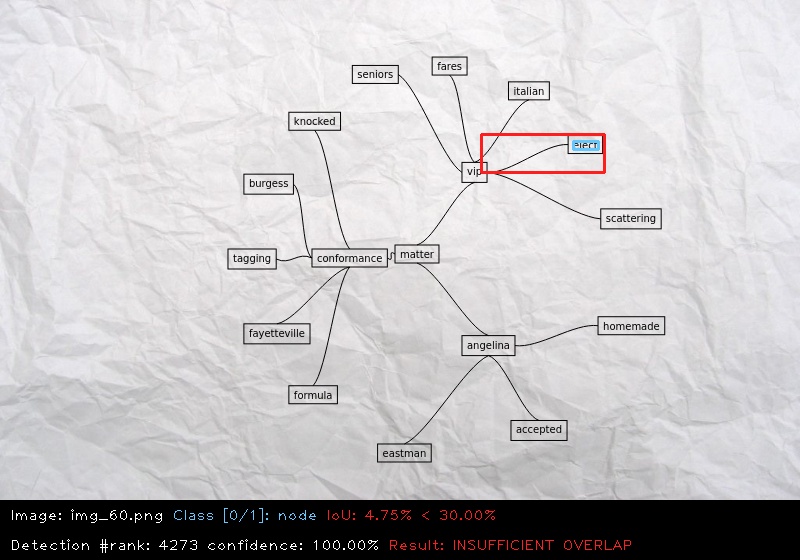 fares
seniors
italian
knocked
eject
vip
burgess
scattering
matter
tagging
conformance
homemade
fayetteville
angelina
formula
accepted
eastman
Image: img_60.png Class [0/1]: node IoU: 4.75% < 30.00%
Detection #rank: 4273 confidence: 100.00% Result: INSUFFICIENT OVERLAP